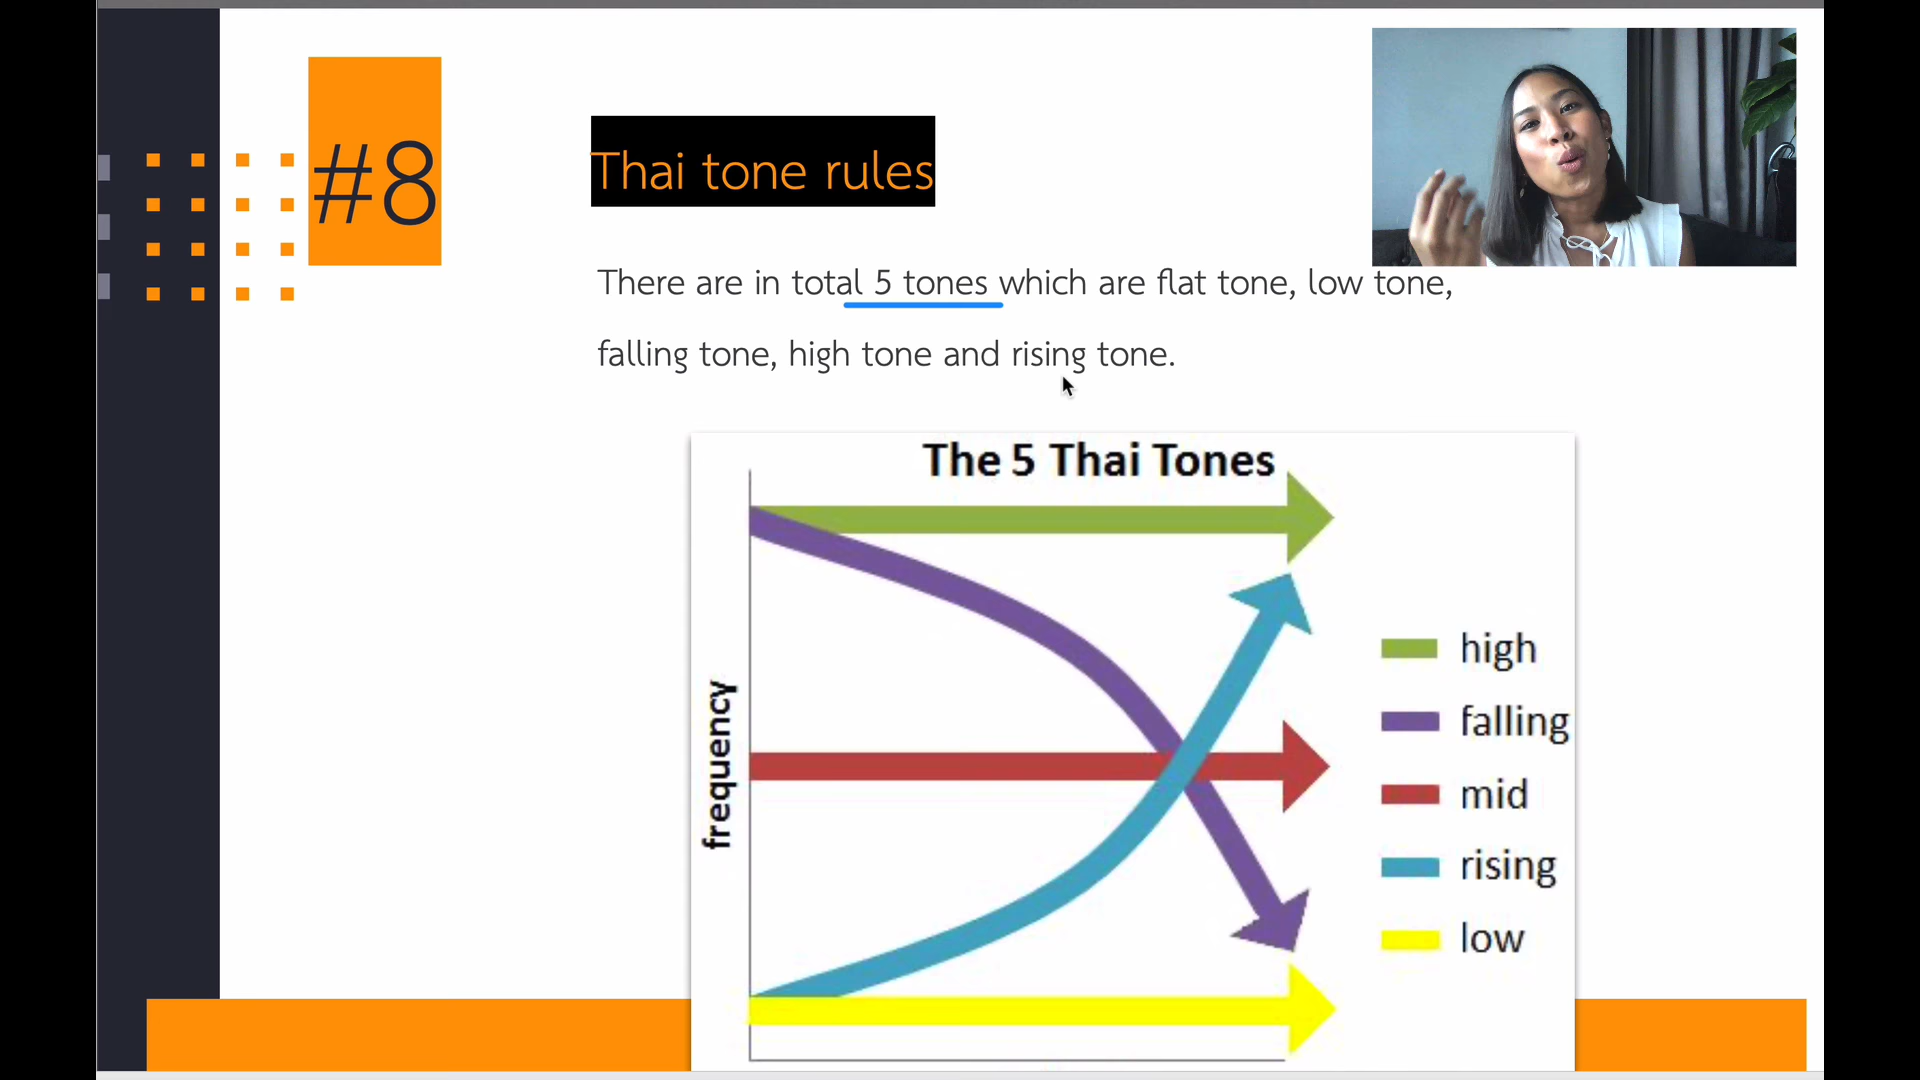 #8
Thai tone rules
There are in total 5 tones which are flat tone, low tone,
falling tone, high tone and rising tone.
The 5 Thai Tones
frequency
high
falling
mid
rising
low